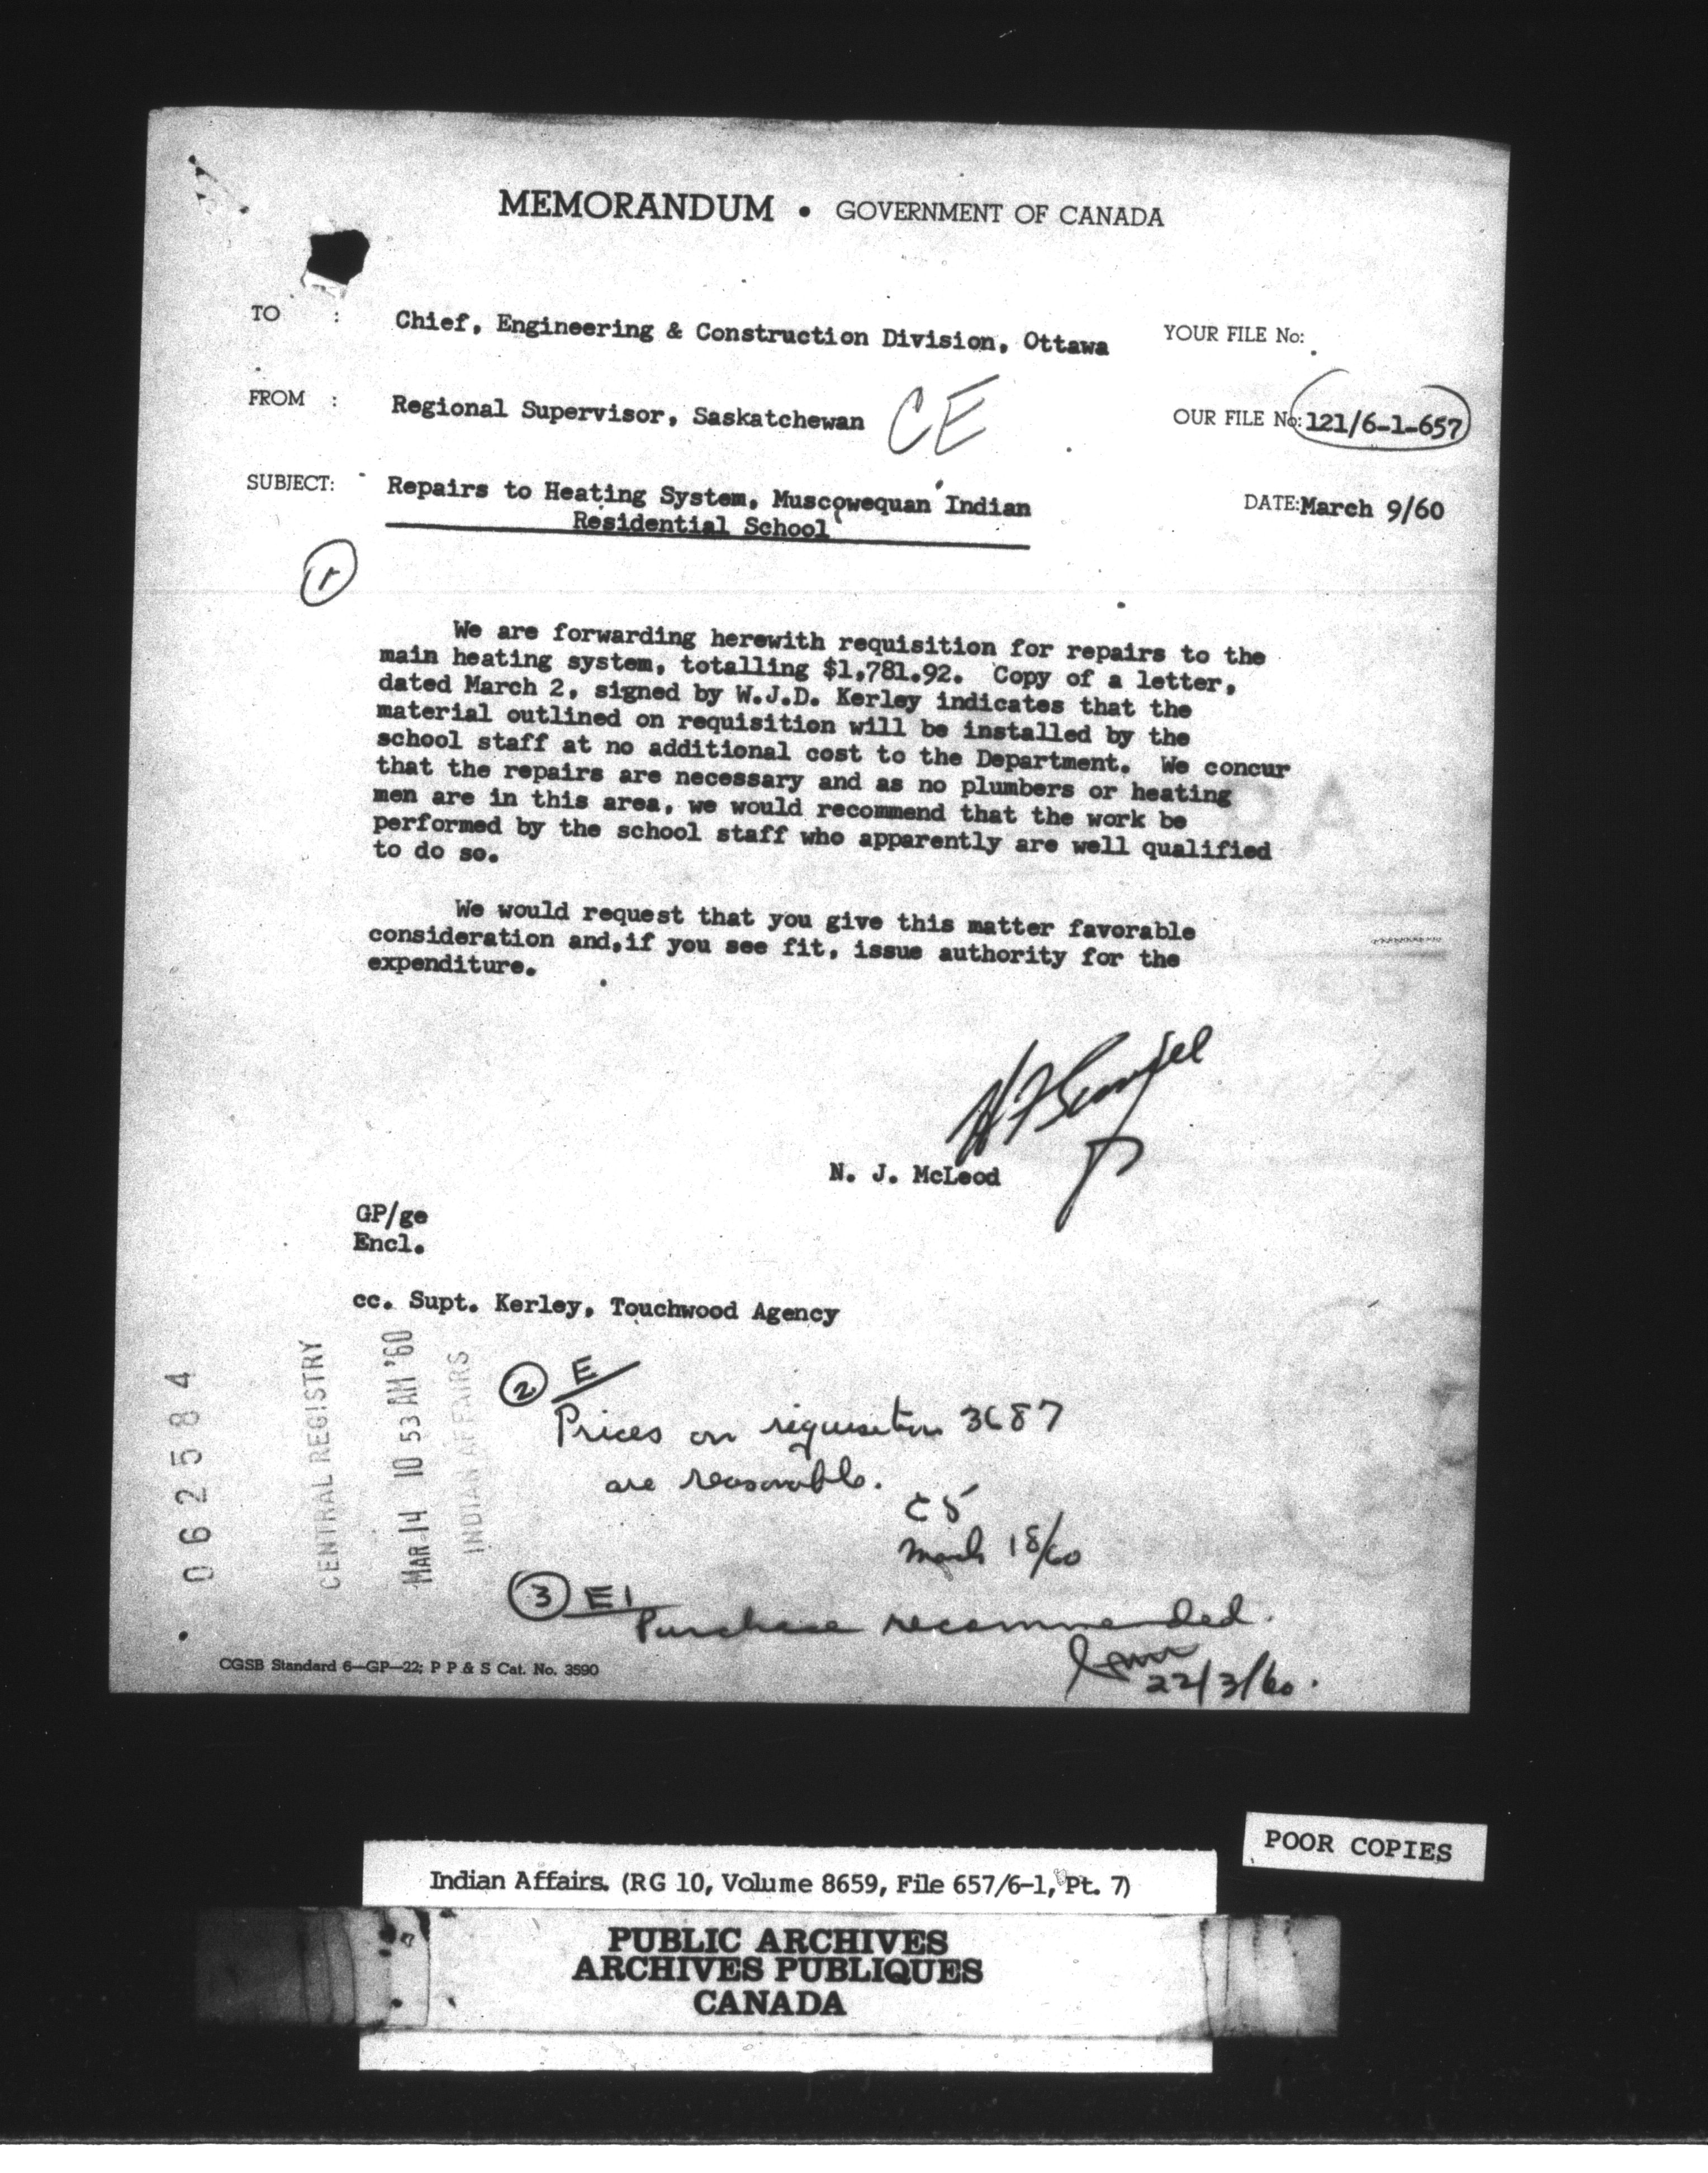 MEMORANDUM • GOVERNMENT OF CANADA
TO : Chief, Engineering & Construction Division, Ottawa YOUR FILE No:
FROM : Regional Supervisor, Saskatchewan CE OUR FILE No: 121/6-1-657
SUBJECT: Repairs to Heating System, Muscowequan Indian DATE: March 9/60
Residential School
1
We are forwarding herewith requisition for repairs to the
main heating system, totalling $1,781.92. Copy of a letter,
dated March 2, signed by W.J.D. Kerley indicates that the
material outlined on requisition will be installed by the
school staff at no additional cost to the Department. We concur
that the repairs are necessary and as no plumbers or heating
men are in this area, we would recommend that the work be
performed by the school staff who apparently are well qualified
to do so.
We would request that you give this matter favorable
consideration and, if you see fit, issue authority for the
expenditure.
N. J. McLeod
GP/ge
Encl.
cc. Supt. Kerley, Touchwood Agency
062584
CENTRAL REGISTRY
MAR 14 10 53 AM '60
INDIAN AFFAIRS
2 E
Prices on requisition 3687
are reasonable.
March 18/60
3 E1
Purchase recommended.
22/3/60.
CGSB Standard 6—GP—22; P P & S Cat. No. 3590
POOR COPIES
Indian Affairs. (RG 10, Volume 8659, File 657/6-1, Pt. 7)
PUBLIC ARCHIVES
ARCHIVES PUBLIQUES
CANADA